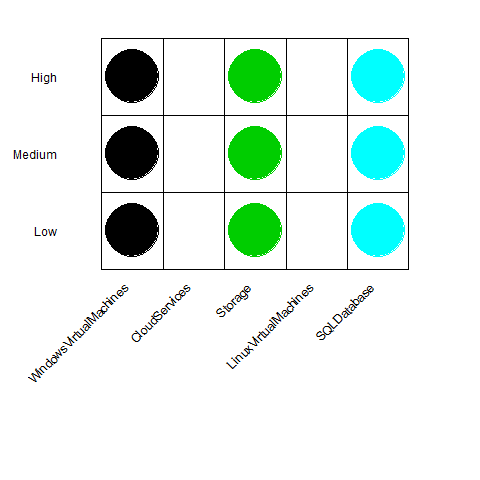 High
Medium
Low
WindowsVirtualMachines
CloudServices
Storage
LinuxVirtualMachines
SQLDatabase